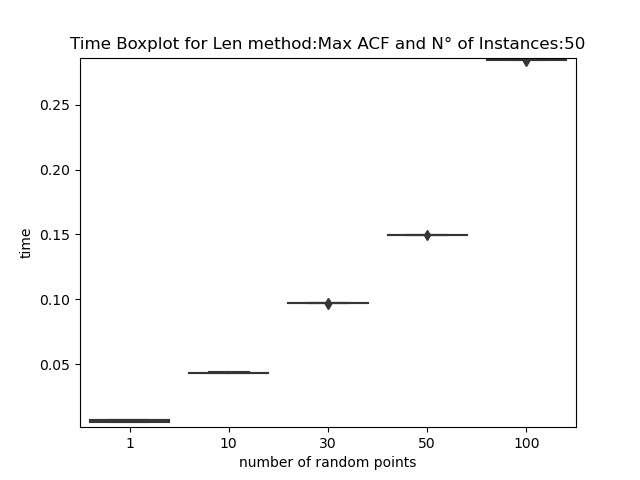 Time Boxplot for Len method:Max ACF and N° of Instances:50
0.25
0.20
0.15
0.10
0.05
time
1 10 30 50 100
number of random points